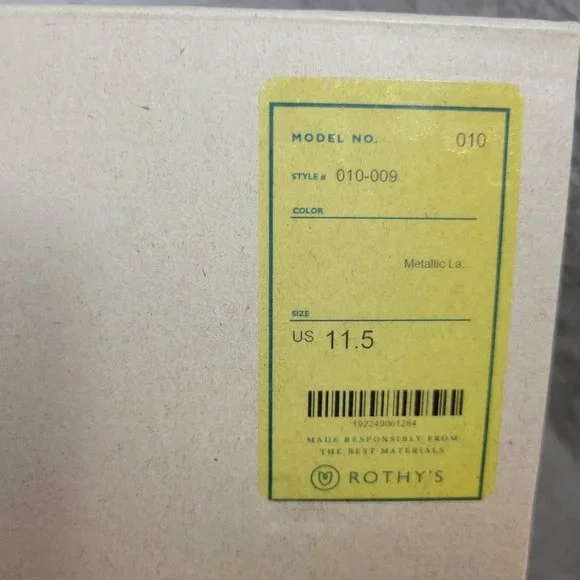 MODEL NO. 010
STYLE # 010-009
COLOR
Metallic La..
SIZE
US 11.5
192249061284
MADE RESPONSIBLY FROM
THE BEST MATERIALS
ROTHY'S